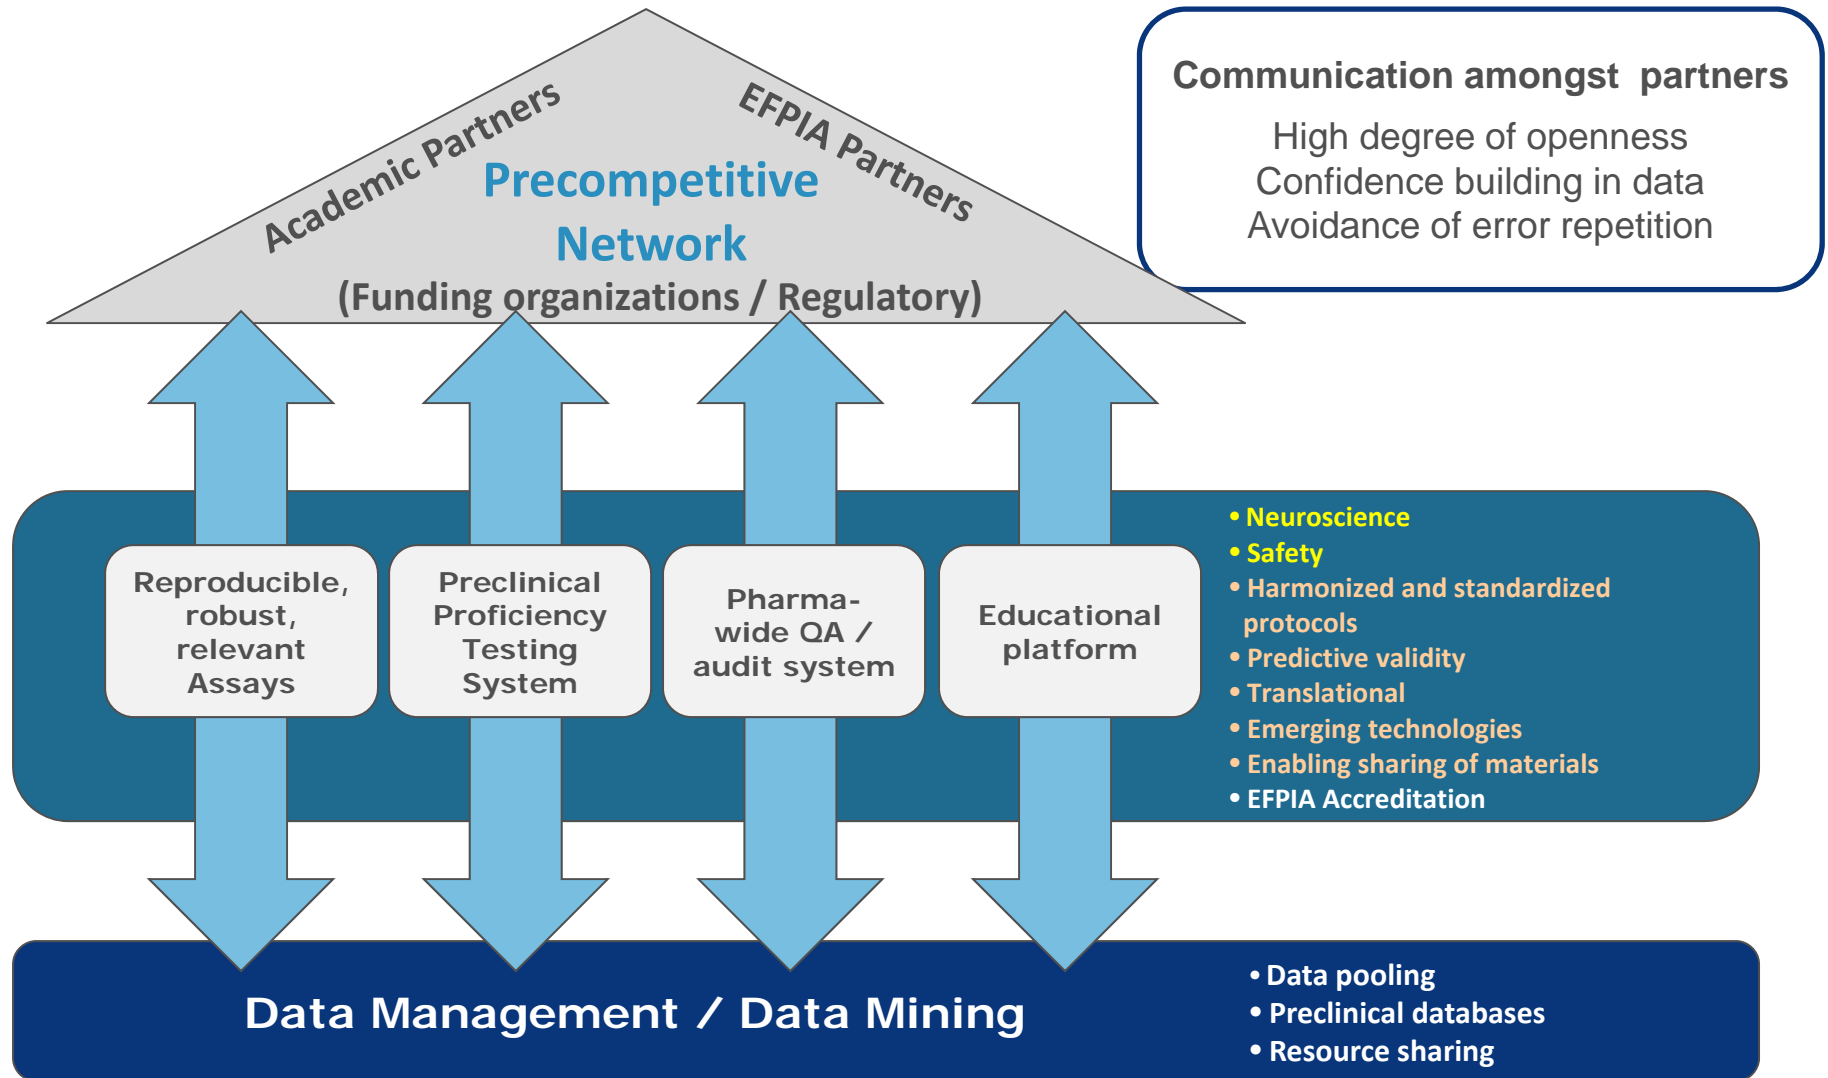 Academic Partners
EFPIA Partners
Precompetitive
Network
(Funding organizations / Regulatory)
Communication amongst  partners
High degree of openness
Confidence building in data
Avoidance of error repetition
Reproducible,
robust,
relevant
Assays
Preclinical
Proficiency
Testing
System
Pharma-
wide QA /
audit system
Educational
platform
• Neuroscience
• Safety
• Harmonized and standardized
protocols
• Predictive validity
• Translational
• Emerging technologies
• Enabling sharing of materials
• EFPIA Accreditation
Data Management / Data Mining
• Data pooling
• Preclinical databases
• Resource sharing